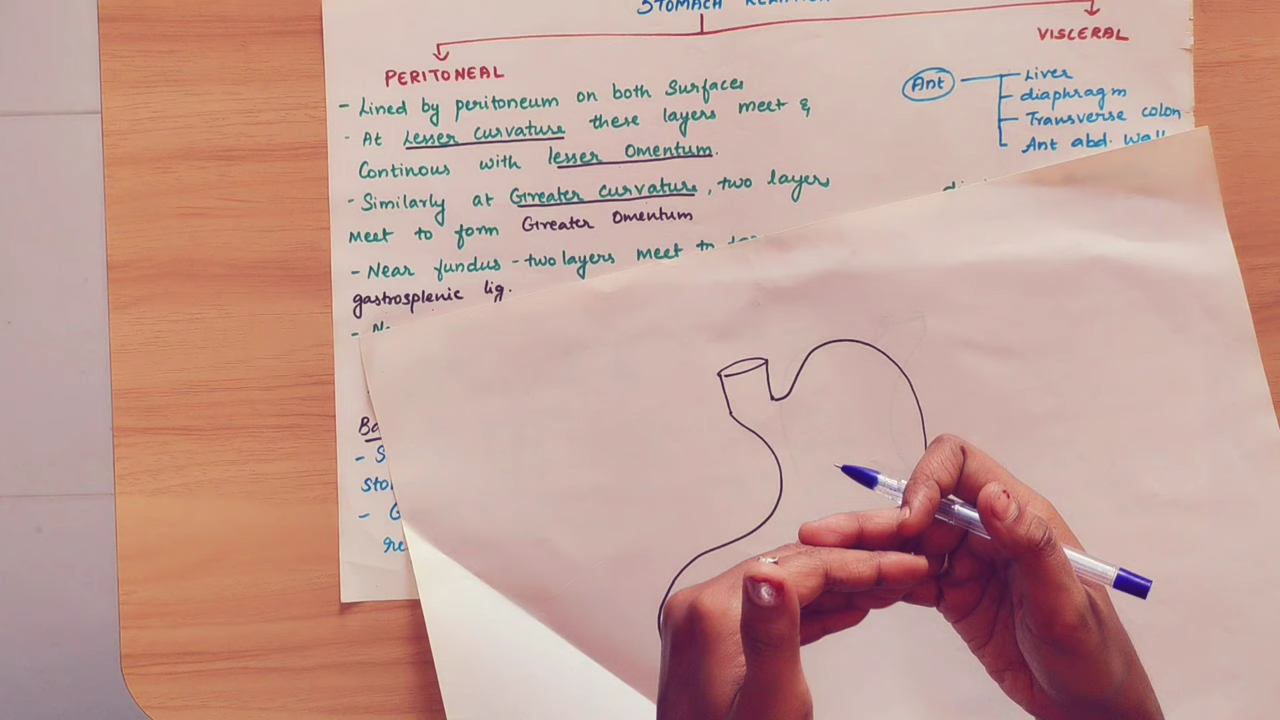 STOMACH
PERITONEAL
VISCERAL
- Lined by peritoneum on both Surfaces
- At Lesser curvature these layers meet &
Continous with lesser Omentum.
- Similarly at Greater curvature, two layers
Meet to form Greater Omentum
- Near fundus - two layers meet to
gastrosplenic lig.
Ant
Liver
diaphragm
Transverse colon
Ant abd. wall